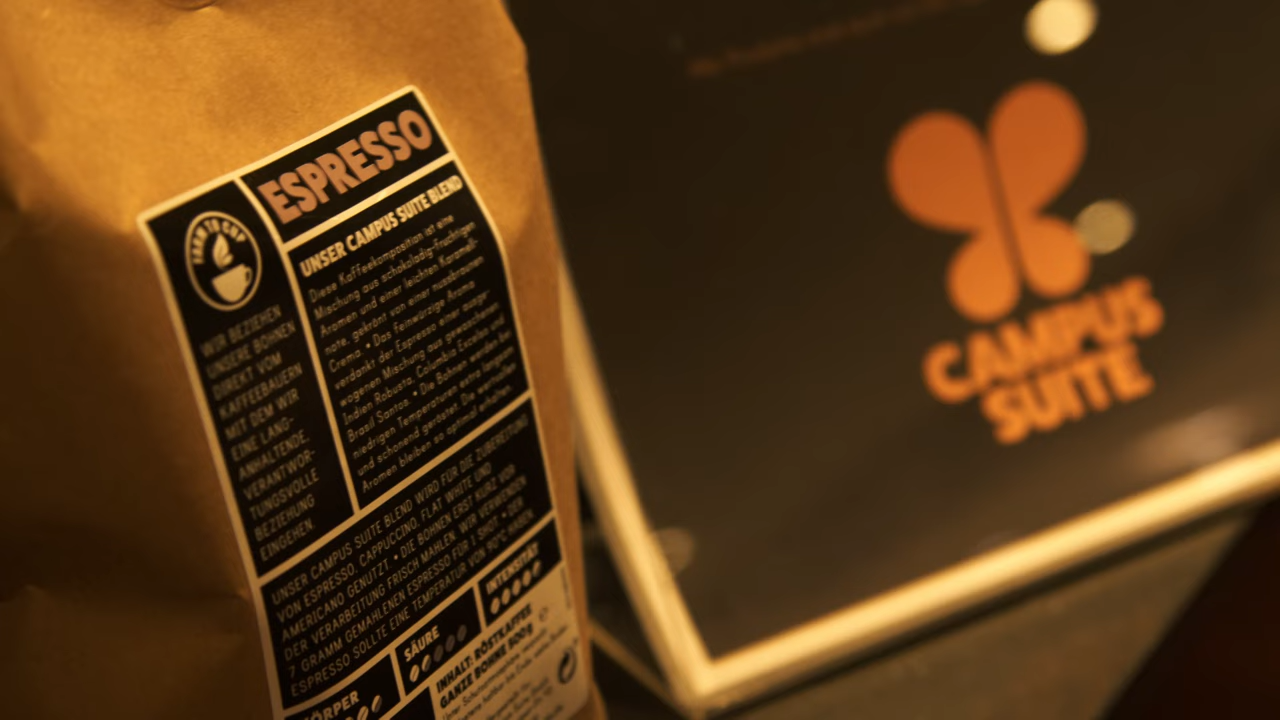 ESPRESSO
FARM TO CUP
WIR BEZIEHEN
UNSERE BOHNEN
DIREKT VOM
KAFFEEBAUERN
MIT DEM WIR
EINE LANG-
ANHALTENDE,
VERANTWOR-
TUNGSVOLLE
BEZIEHUNG
EINGEHEN.
UNSER CAMPUS SUITE BLEND
Diese Kaffeekomposition ist eine
Mischung aus schokoladig-fruchtigen
Aromen und einer leichten Karamell-
note, gekrönt von einer nussbraunen
Crema. • Das feinwürzige Aroma
verdankt der Espresso einer ausge-
wogenen Mischung aus gewaschenen
Indien Robusta, Columbia Excelso und
Brasil Santos. • Die Bohnen werden bei
niedrigen Temperaturen extra langsam
und schonend geröstet. Die wertvollen
Aromen bleiben so optimal erhalten.
UNSER CAMPUS SUITE BLEND WIRD FÜR DIE ZUBEREITUNG
VON ESPRESSO, CAPPUCCINO, FLAT WHITE UND
AMERICANO GENUTZT • DIE BOHNEN ERST KURZ VOR
DER VERARBEITUNG FRISCH MAHLEN. WIR VERWENDEN
7 GRAMM GEMAHLENEN ESPRESSO FÜR 1 SHOT • DER
ESPRESSO SOLLTE EINE TEMPERATUR VON 90°C HABEN
KÖRPER
SÄURE
INTENSITÄT
INHALT: RÖSTKAFFEE
GANZE BOHNE 500g
CAMPUS
SUITE